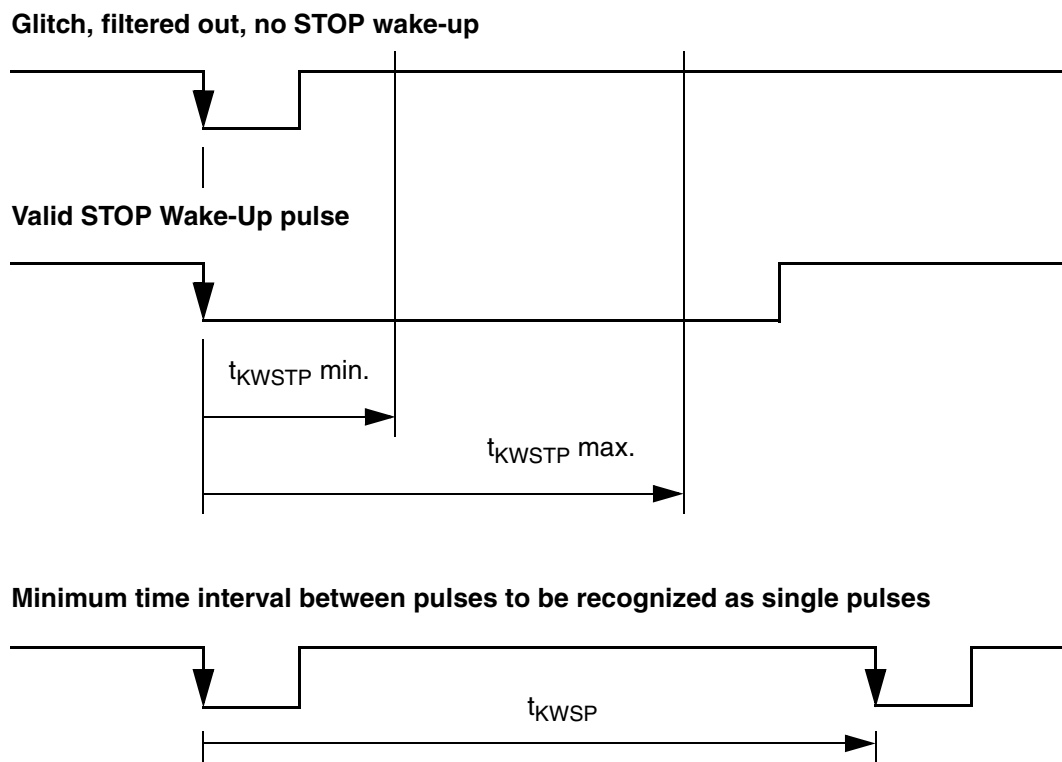 Glitch, filtered out, no STOP wake-up
Valid STOP Wake-Up pulse
tKWSTP min.
tKWSTP max.
Minimum time interval between pulses to be recognized as single pulses
tKWSP